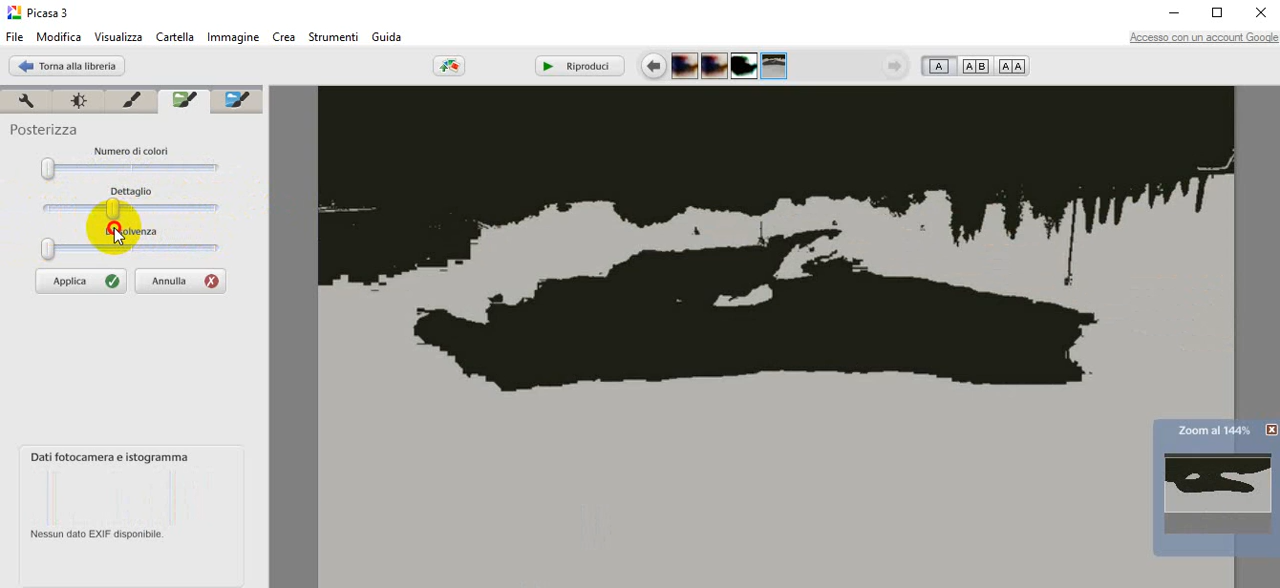 Picasa 3
File Modifica Visualizza Cartella Immagine Crea Strumenti Guida
Accesso con un account Google
Torna alla libreria
Riproduci
A
A B
A A
Posterizza
Numero di colori
Dettaglio
Applica
Annulla
Dati fotocamera e istogramma
Nessun dato EXIF disponibile.
Zoom al 144%